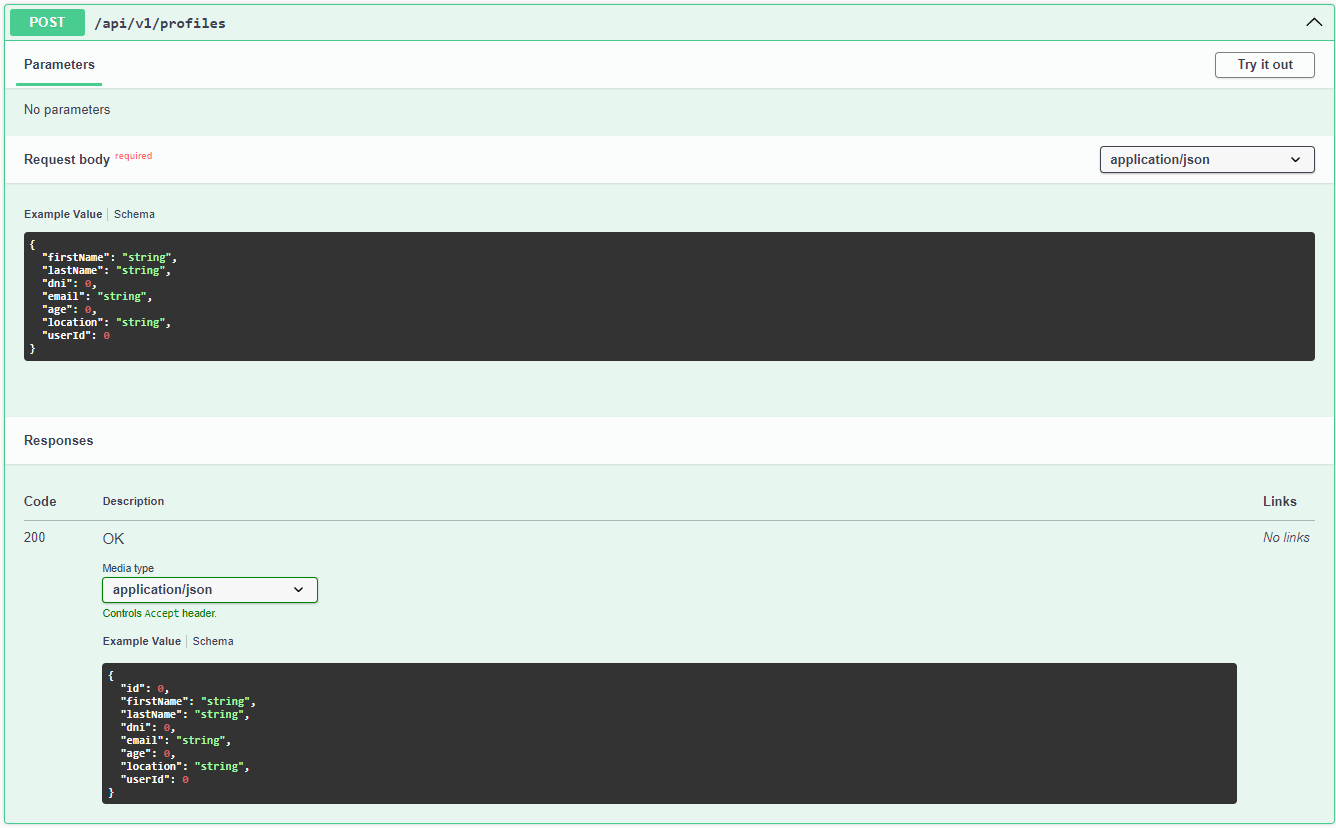 POST /api/v1/profiles
Parameters
Try it out
No parameters
Request body required
application/json
Example Value Schema
{
  "firstName": "string",
  "lastName": "string",
  "dni": 0,
  "email": "string",
  "age": 0,
  "location": "string",
  "userId": 0
}
Responses
Code Description Links
200 OK No links
Media type
application/json
Controls Accept header.
Example Value Schema
{
  "id": 0,
  "firstName": "string",
  "lastName": "string",
  "dni": 0,
  "email": "string",
  "age": 0,
  "location": "string",
  "userId": 0
}